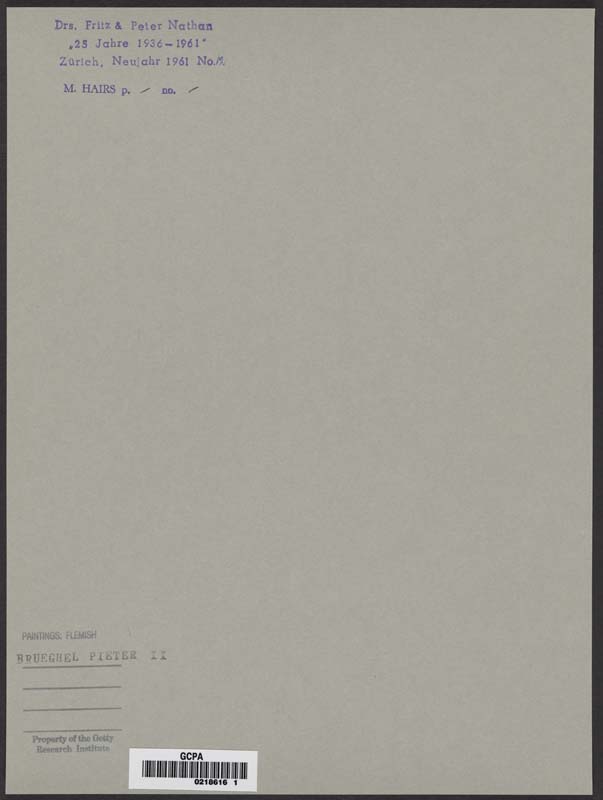 Drs. Fritz & Peter Nathan
„25 Jahre 1936–1961"
Zürich, Neujahr 1961 No.
M. HAIRS p. / no. /
PAINTINGS: FLEMISH
BRUEGHEL PIETER II
Property of the Getty
Research Institute
GCPA
0218616 1